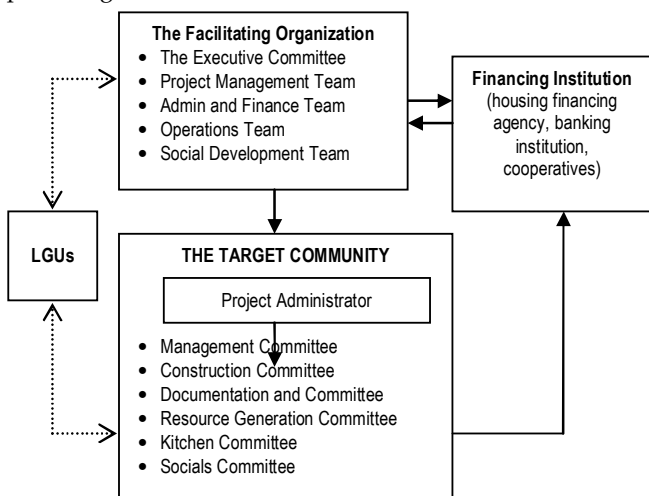 The Facilitating Organization
• The Executive Committee
• Project Management Team
• Admin and Finance Team
• Operations Team
• Social Development Team
Financing Institution
(housing financing
agency, banking
institution,
cooperatives)
LGUs
THE TARGET COMMUNITY
Project Administrator
• Management Committee
• Construction Committee
• Documentation and Committee
• Resource Generation Committee
• Kitchen Committee
• Socials Committee